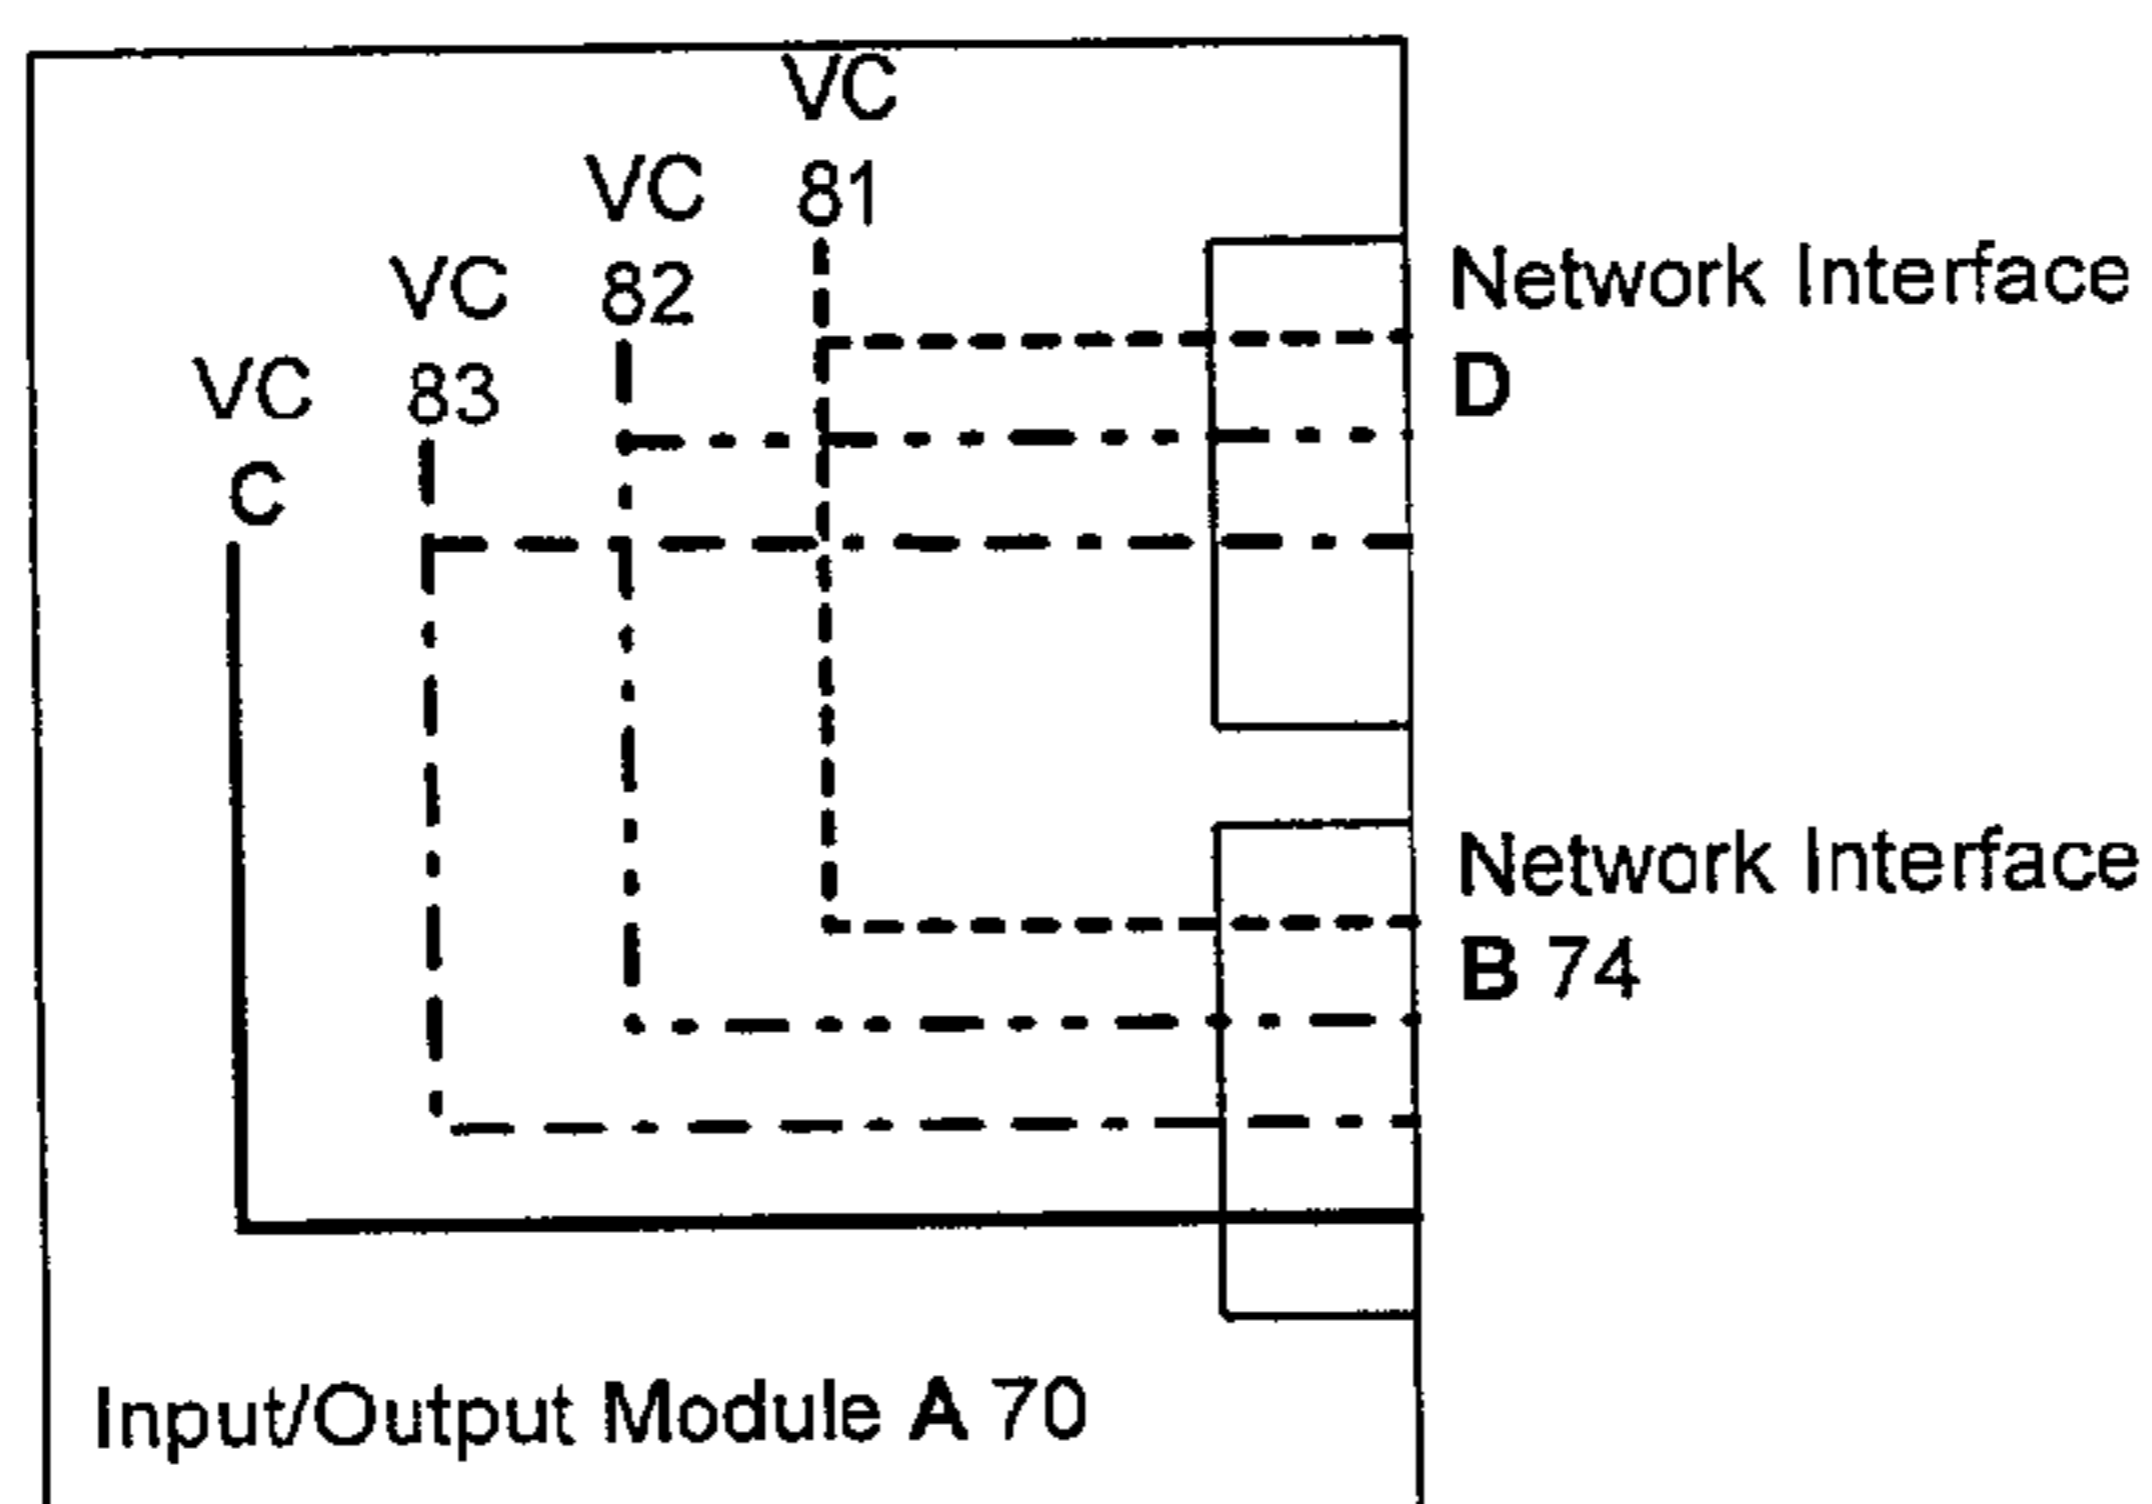 VC
81
VC
82
VC
83
VC
C
Network Interface
D
Network Interface
B 74
Input/Output Module A 70